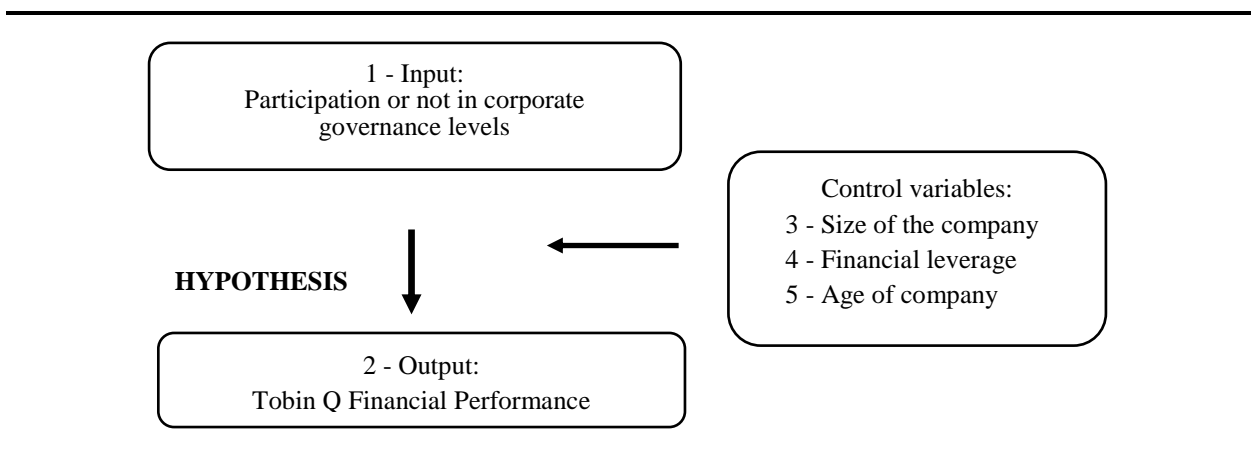 1 - Input:
Participation or not in corporate
governance levels
Control variables:
3 - Size of the company
4 - Financial leverage
5 - Age of company
HYPOTHESIS
2 - Output:
Tobin Q Financial Performance